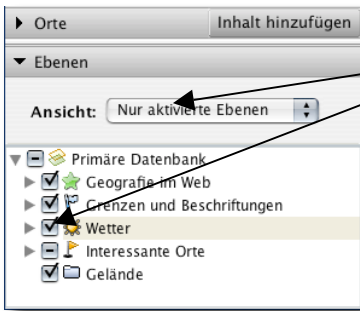 Orte Inhalt hinzufügen
Ebenen
Ansicht: Nur aktivierte Ebenen
Primäre Datenbank
Geografie im Web
Grenzen und Beschriftungen
Wetter
Interessante Orte
Gelände